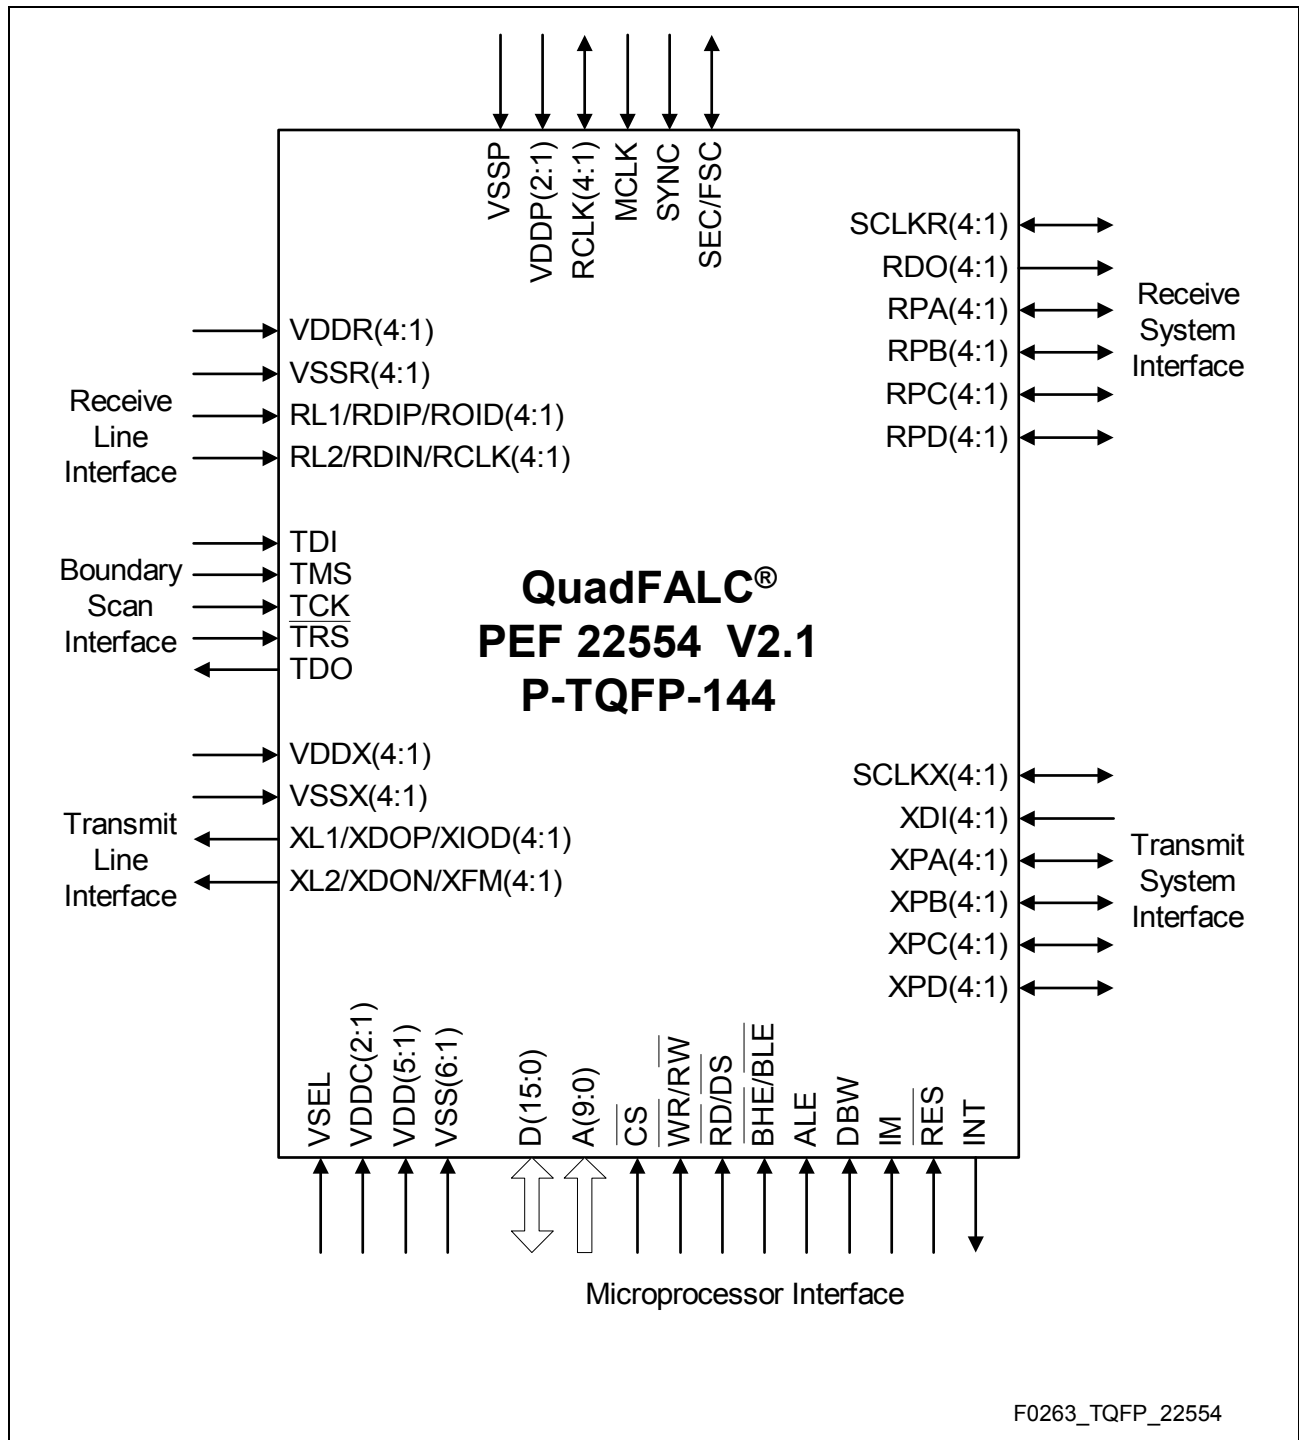 VSSP
VDDP(2:1)
RCLK(4:1)
MCLK
SYNC
SEC/FSC
SCLKR(4:1)
RDO(4:1)
RPA(4:1)
RPB(4:1)
RPC(4:1)
RPD(4:1)
Receive
System
Interface
VDDR(4:1)
VSSR(4:1)
RL1/RDIP/ROID(4:1)
RL2/RDIN/RCLK(4:1)
Receive
Line
Interface
TDI
TMS
TCK
TRS
TDO
Boundary
Scan
Interface
QuadFALC®
PEF 22554 V2.1
P-TQFP-144
VDDX(4:1)
VSSX(4:1)
XL1/XDOP/XIOD(4:1)
XL2/XDON/XFM(4:1)
Transmit
Line
Interface
SCLKX(4:1)
XDI(4:1)
XPA(4:1)
XPB(4:1)
XPC(4:1)
XPD(4:1)
Transmit
System
Interface
VSEL
VDDC(2:1)
VDD(5:1)
VSS(6:1)
D(15:0)
A(9:0)
CS
WR/RW
RD/DS
BHE/BLE
ALE
DBW
IM
RES
INT
Microprocessor Interface
F0263_TQFP_22554